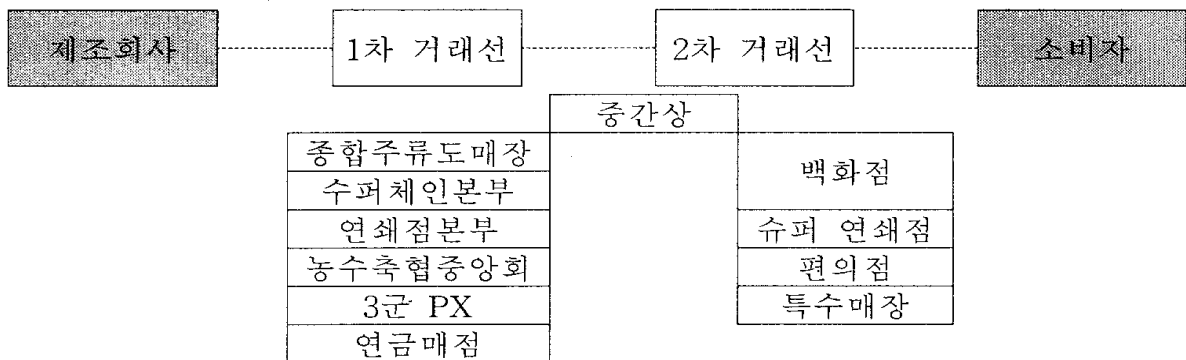 제조회사 1차 거래선 2차 거래선 소비자
중간상
종합주류도매장
백화점
수퍼체인본부
연쇄점본부 슈퍼 연쇄점
농수축협중앙회 편의점
3군 PX 특수매장
연금매점